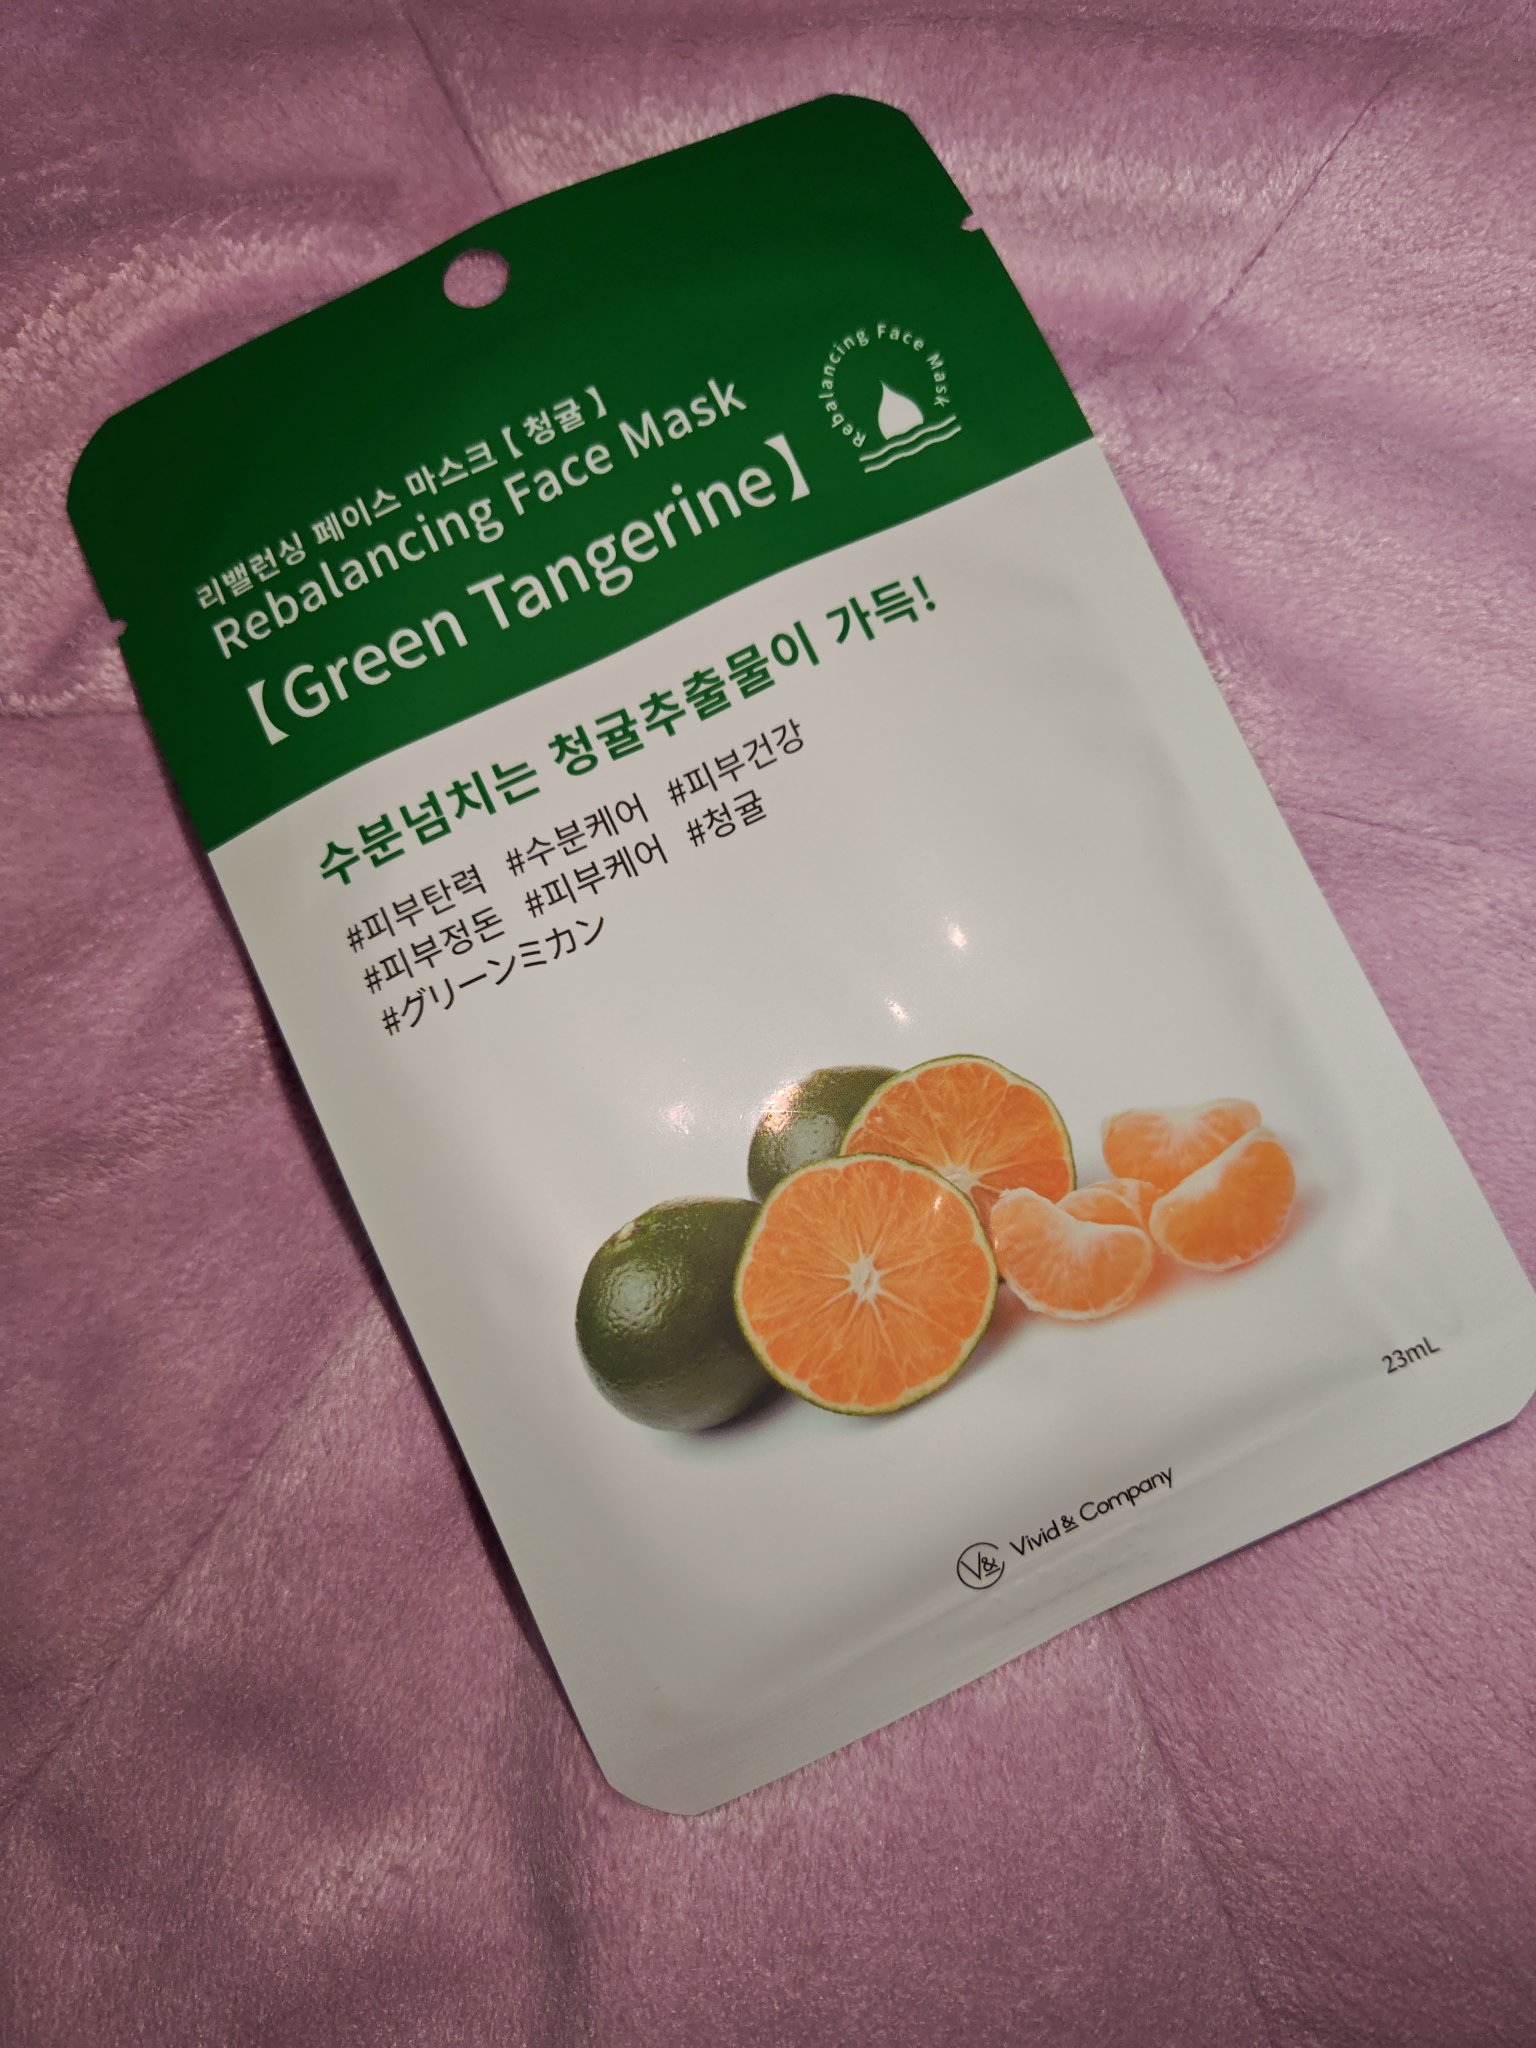 리밸런싱 페이스 마스크【청귤】
Rebalancing Face Mask
【Green Tangerine】
Rebalancing Face Mask
수분넘치는 청귤추출물이 가득!
#피부탄력 #수분케어 #피부건강
#피부정돈 #피부케어 #청귤
#グリーンミカン
23mL
V& Vivid & Company